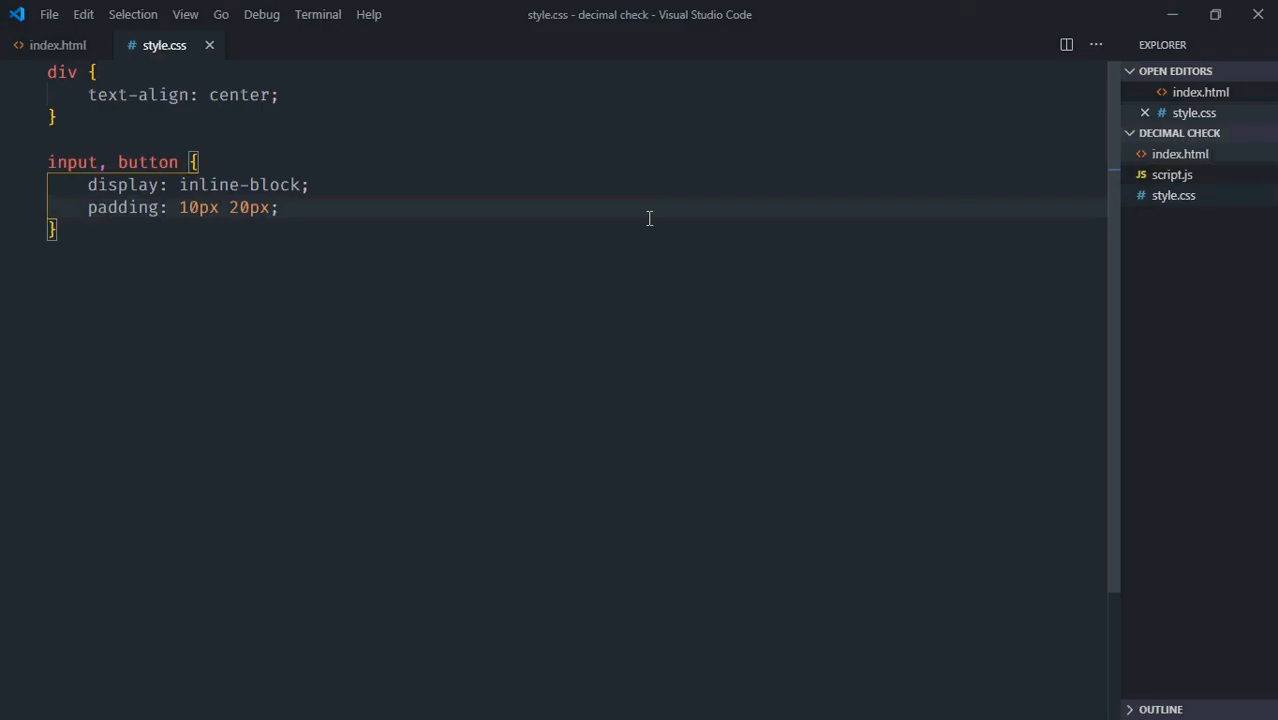 File Edit Selection View Go Debug Terminal Help style.css - decimal check - Visual Studio Code
index.html style.css
EXPLORER
OPEN EDITORS
index.html
style.css
DECIMAL CHECK
index.html
script.js
style.css
div {
text-align: center;
}
input, button {
display: inline-block;
padding: 10px 20px;
}
OUTLINE